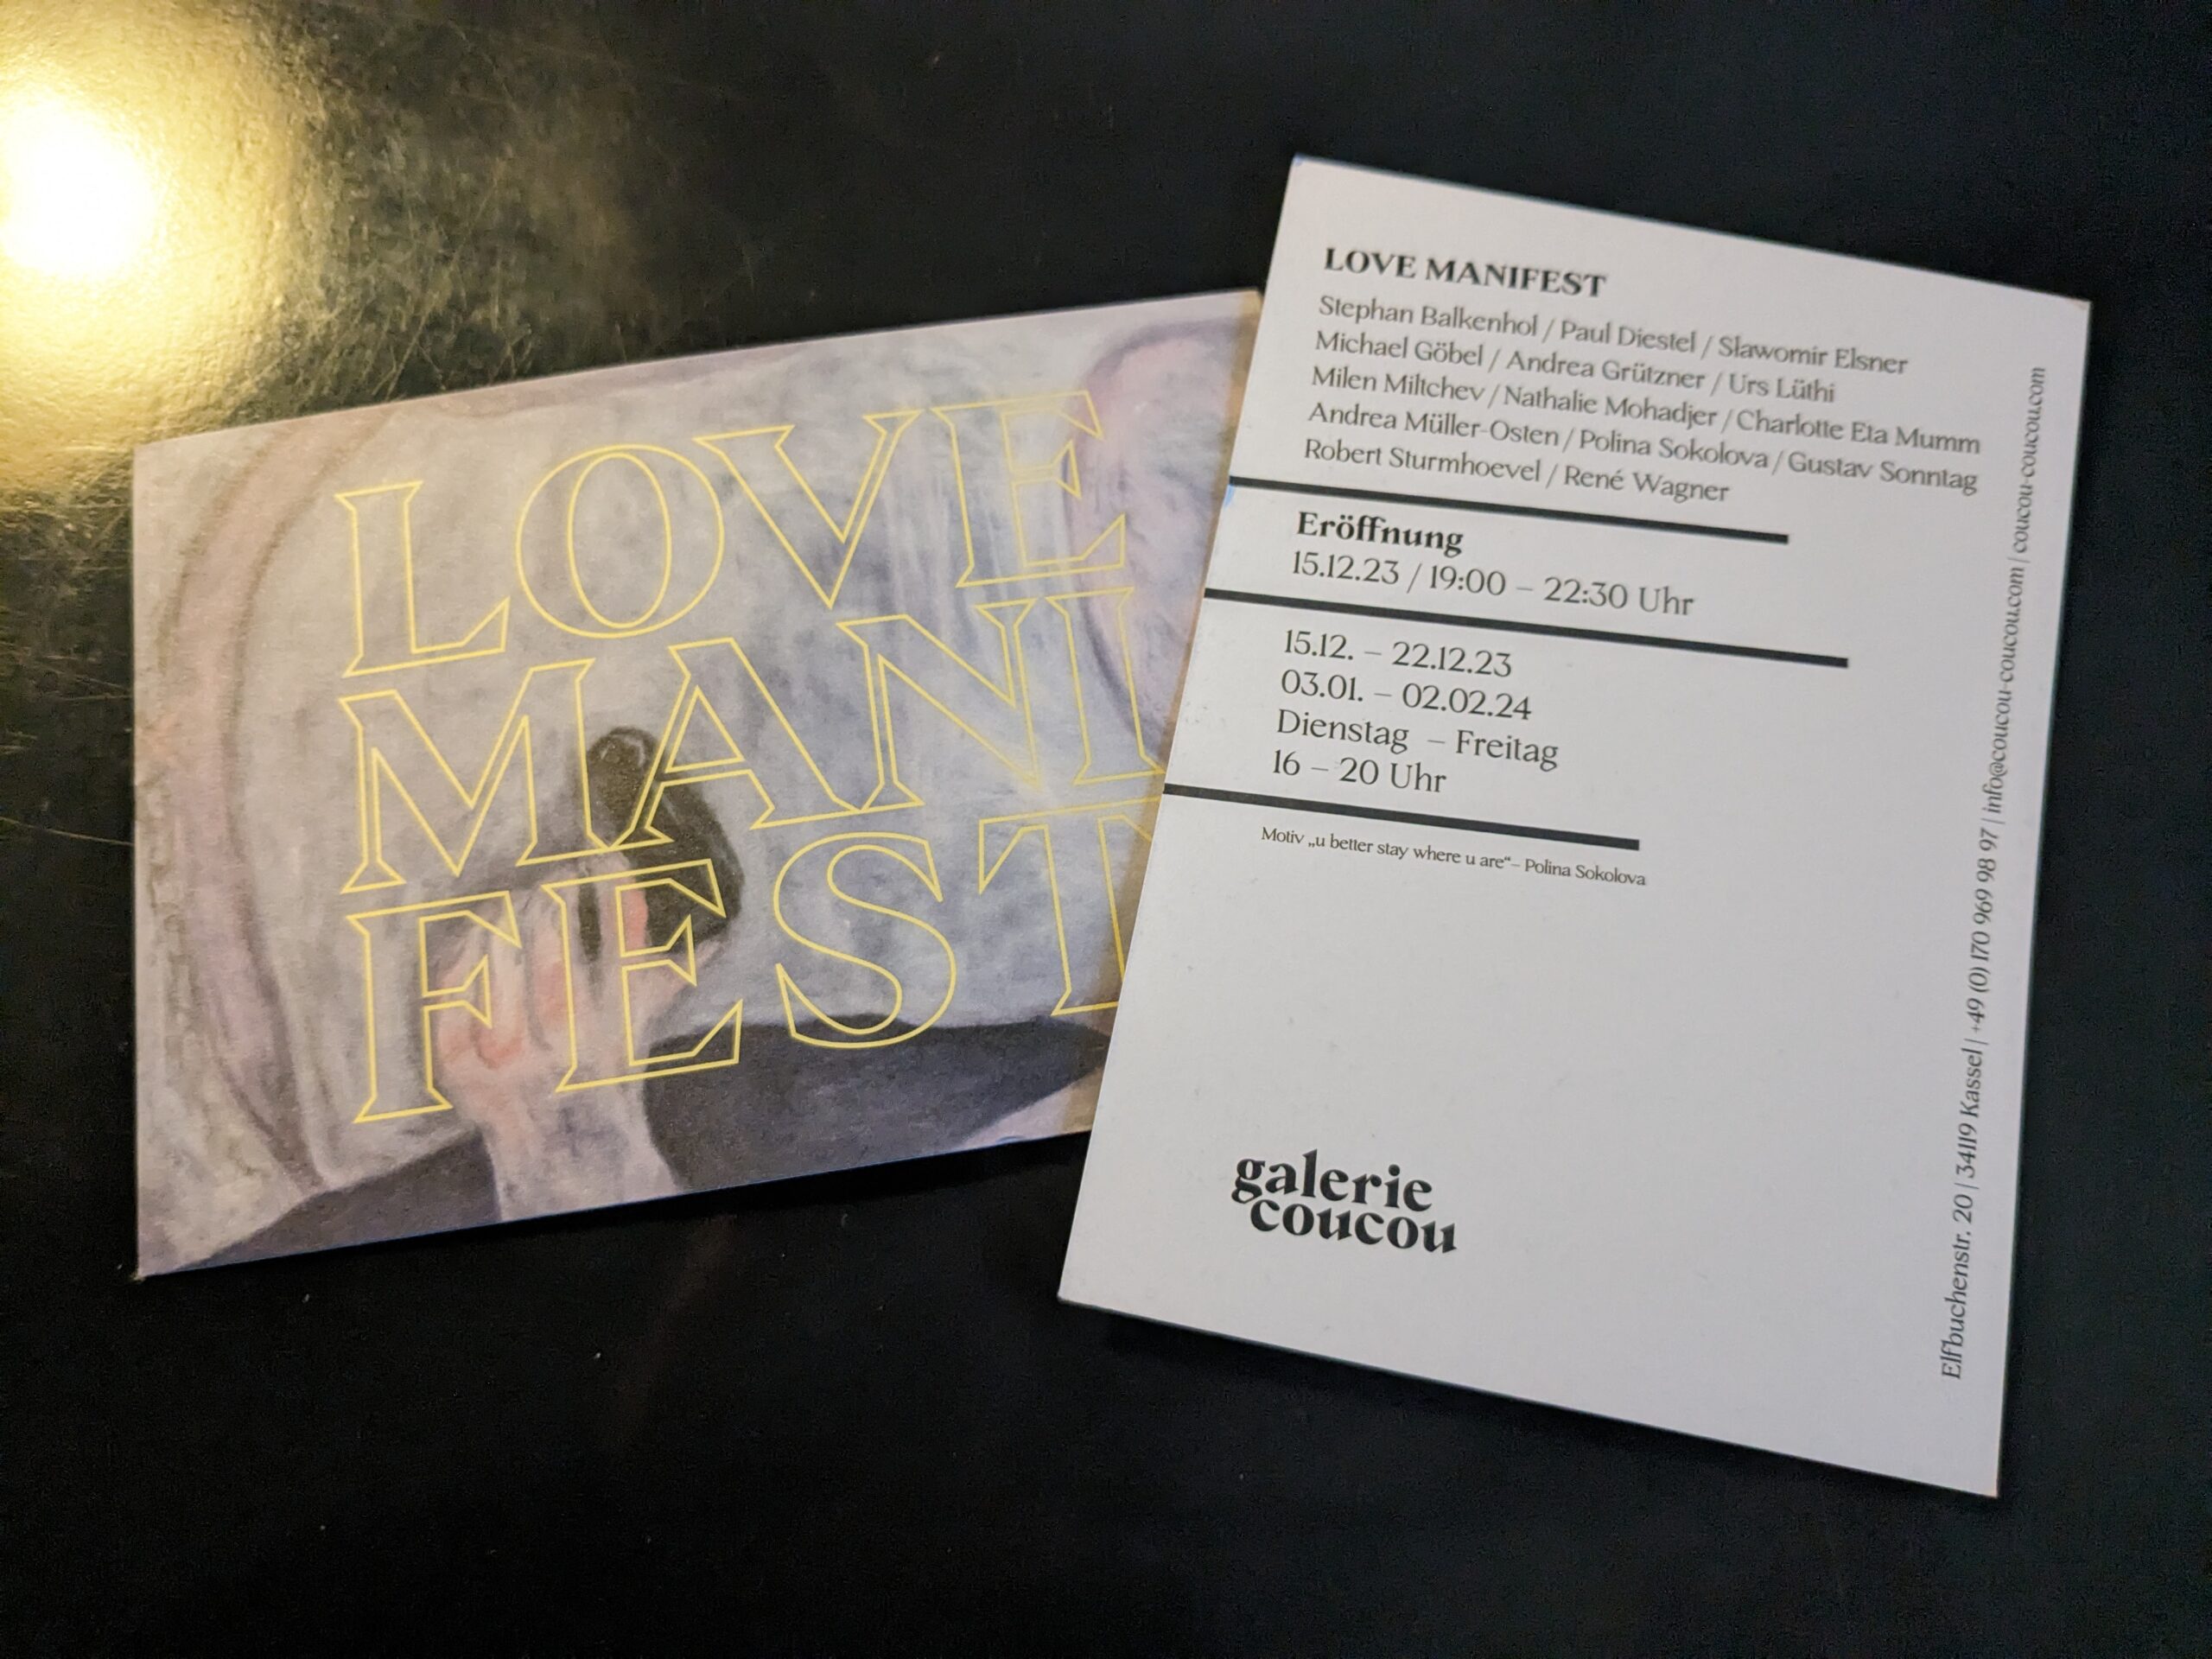 LOVE
MANI
FEST
LOVE MANIFEST
Stephan Balkenhol / Paul Diestel / Sławomir Elsner
Michael Göbel / Andrea Grützner / Urs Lüthi
Milen Miltchev / Nathalie Mohadjer / Charlotte Eta Mumm
Andrea Müller-Osten / Polina Sokolova / Gustav Sonntag
Robert Sturmhoevel / René Wagner
Eröffnung
15.12.23 / 19:00 – 22:30 Uhr
15.12. – 22.12.23
03.01. – 02.02.24
Dienstag – Freitag
16 – 20 Uhr
Motiv „u better stay where u are“– Polina Sokolova
galerie
coucou
Elfbuchenstr. 20 | 34119 Kassel | +49 (0) 170 969 98 97 | info@coucou-coucou.com | coucou-coucou.com